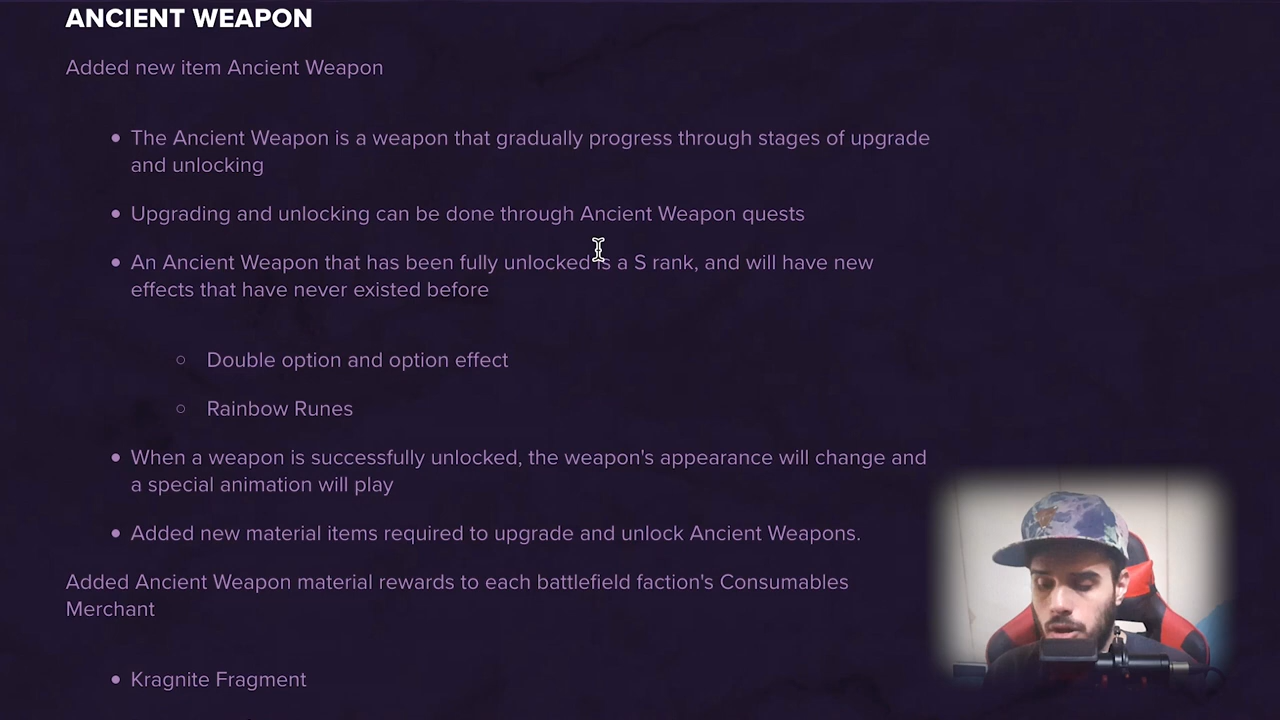 ANCIENT WEAPON
Added new item Ancient Weapon
The Ancient Weapon is a weapon that gradually progress through stages of upgrade
and unlocking
Upgrading and unlocking can be done through Ancient Weapon quests
An Ancient Weapon that has been fully unlocked is a S rank, and will have new
effects that have never existed before
Double option and option effect
Rainbow Runes
When a weapon is successfully unlocked, the weapon's appearance will change and
a special animation will play
Added new material items required to upgrade and unlock Ancient Weapons.
Added Ancient Weapon material rewards to each battlefield faction's Consumables
Merchant
Kragnite Fragment